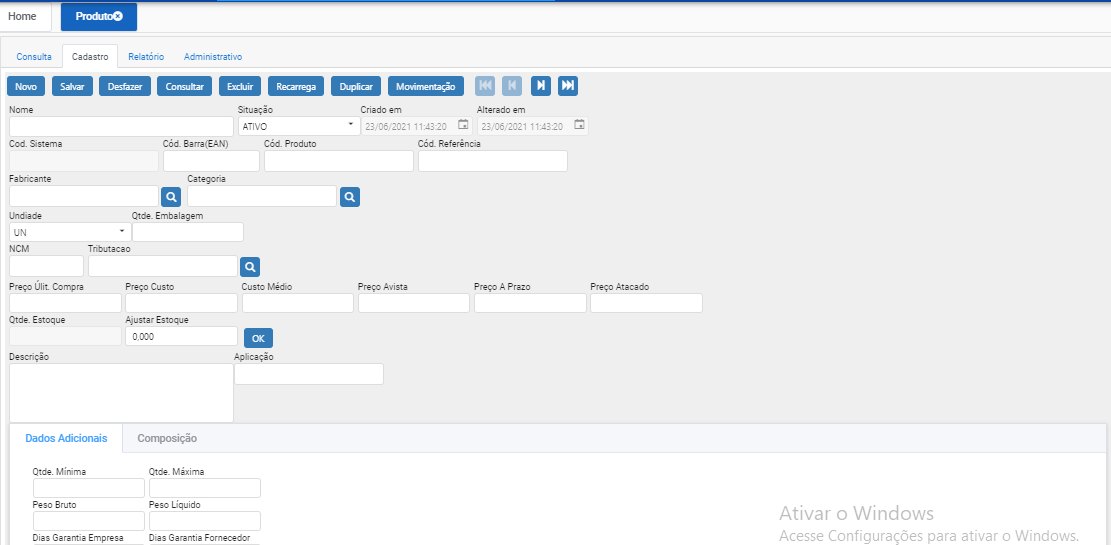 Home Produto
Consulta Cadastro Relatório Administrativo
Novo Salvar Desfazer Consultar Excluir Recarrega Duplicar Movimentação
Nome Situação Criado em Alterado em
ATIVO 23/06/2021 11:43:20 23/06/2021 11:43:20
Cod. Sistema Cód. Barra(EAN) Cód. Produto Cód. Referência
Fabricante Categoria
Undiade Qtde. Embalagem
UN
NCM Tributacao
Preço Úlit. Compra Preço Custo Custo Médio Preço Avista Preço A Prazo Preço Atacado
Qtde. Estoque Ajustar Estoque
0,000 OK
Descrição Aplicação
Dados Adicionais Composição
Qtde. Mínima Qtde. Máxima
Peso Bruto Peso Líquido
Dias Garantia Empresa Dias Garantia Fornecedor
Ativar o Windows
Acesse Configurações para ativar o Windows.